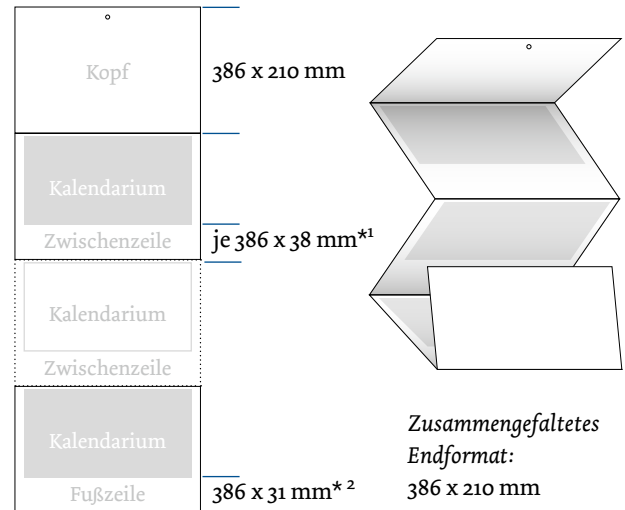 Kopf
386 x 210 mm
Kalendarium
Zwischenzeile
je 386 x 38 mm*¹
Kalendarium
Zwischenzeile
Kalendarium
Fußzeile
386 x 31 mm* ²
Zusammengefaltetes
Endformat:
386 x 210 mm